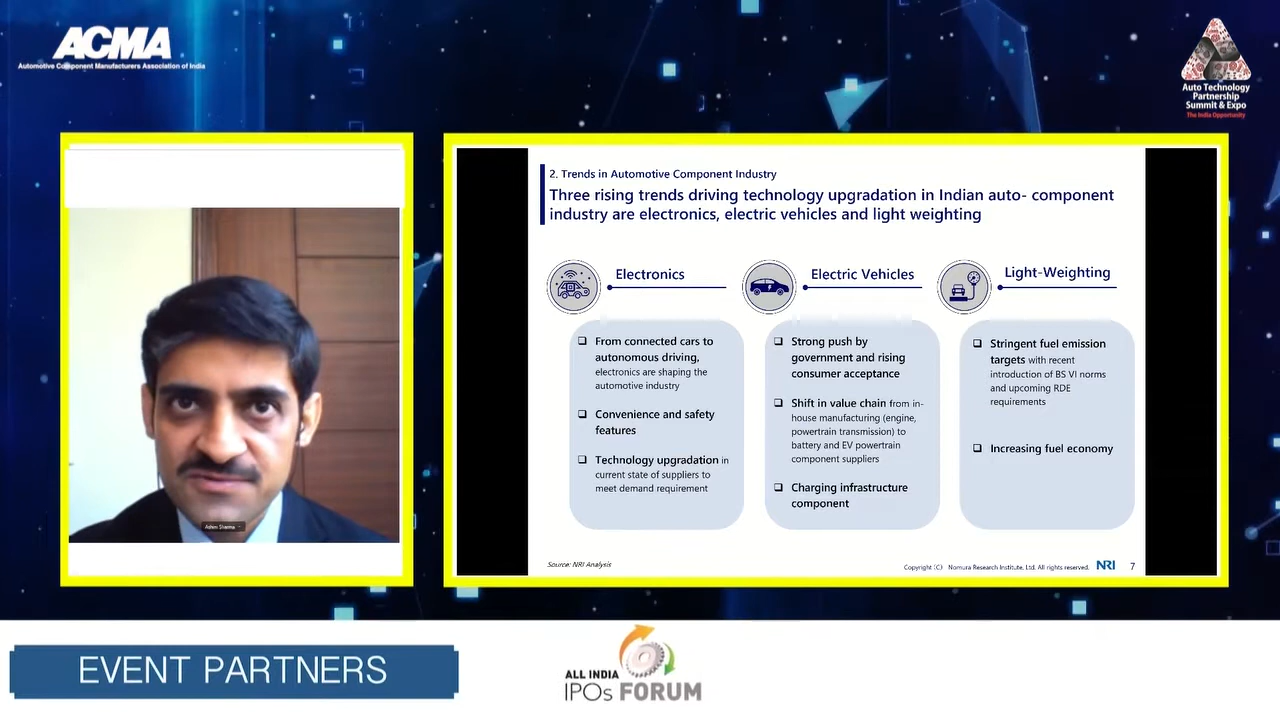 ACMA
Automotive Component Manufacturers Association of India
Auto Technology
Partnership
Summit & Expo
The India Opportunity
2. Trends in Automotive Component Industry
Three rising trends driving technology upgradation in Indian auto- component
industry are electronics, electric vehicles and light weighting
Electronics
❑ From connected cars to
autonomous driving,
electronics are shaping the
automotive industry
❑ Convenience and safety
features
❑ Technology upgradation in
current state of suppliers to
meet demand requirement
Electric Vehicles
❑ Strong push by
government and rising
consumer acceptance
❑ Shift in value chain from in-
house manufacturing (engine,
powertrain transmission) to
battery and EV powertrain
component suppliers
❑ Charging infrastructure
component
Light-Weighting
❑ Stringent fuel emission
targets with recent
introduction of BS VI norms
and upcoming RDE
requirements
❑ Increasing fuel economy
Source: NRI Analysis
Copyright (C) Nomura Research Institute, Ltd. All rights reserved. NRI 7
Ashim Sharma
EVENT PARTNERS
ALL INDIA
IPOs FORUM